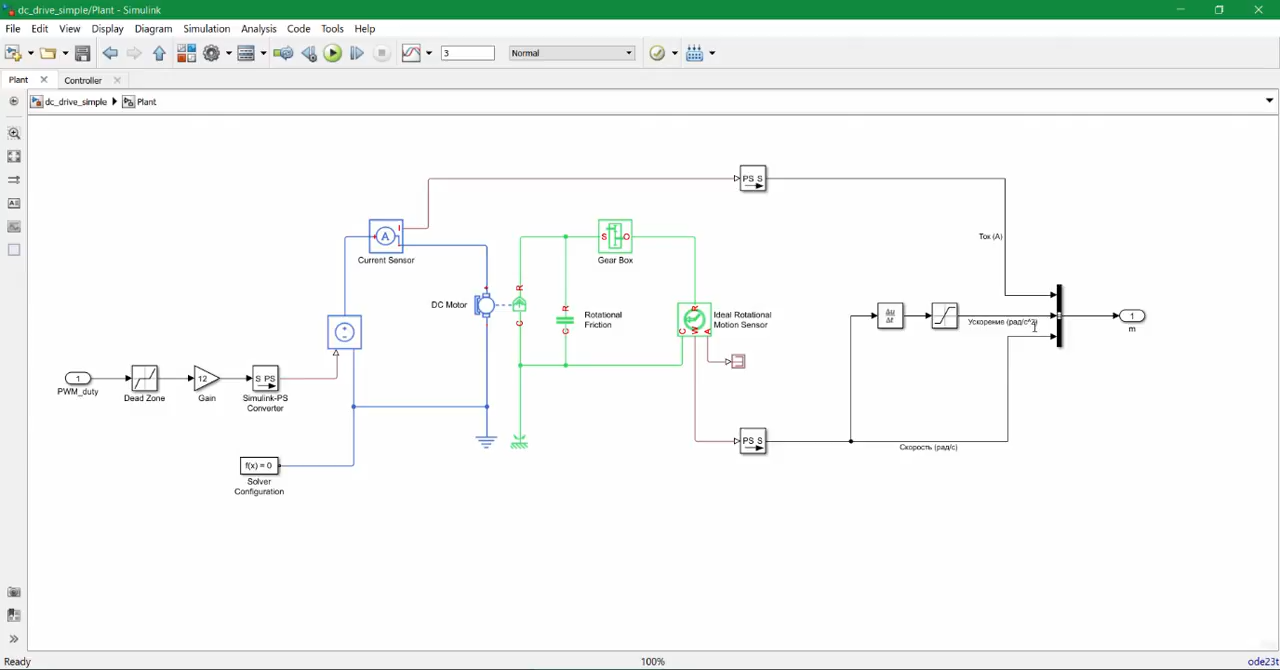 dc_drive_simple/Plant - Simulink
File Edit View Display Diagram Simulation Analysis Code Tools Help
3 Normal
Plant Controller
dc_drive_simple Plant
PS S
A I
Current Sensor
S O
Gear Box
Ток (A)
DC Motor
R
C
R
C
Rotational
Friction
R
C W A
Ideal Rotational
Motion Sensor
Δu
Δt
Ускорение (рад/с^2)
1
m
1
PWM_duty
Dead Zone
12
Gain
S PS
Simulink-PS
Converter
PS S
Скорость (рад/с)
f(x) = 0
Solver
Configuration
Ready 100% ode23t